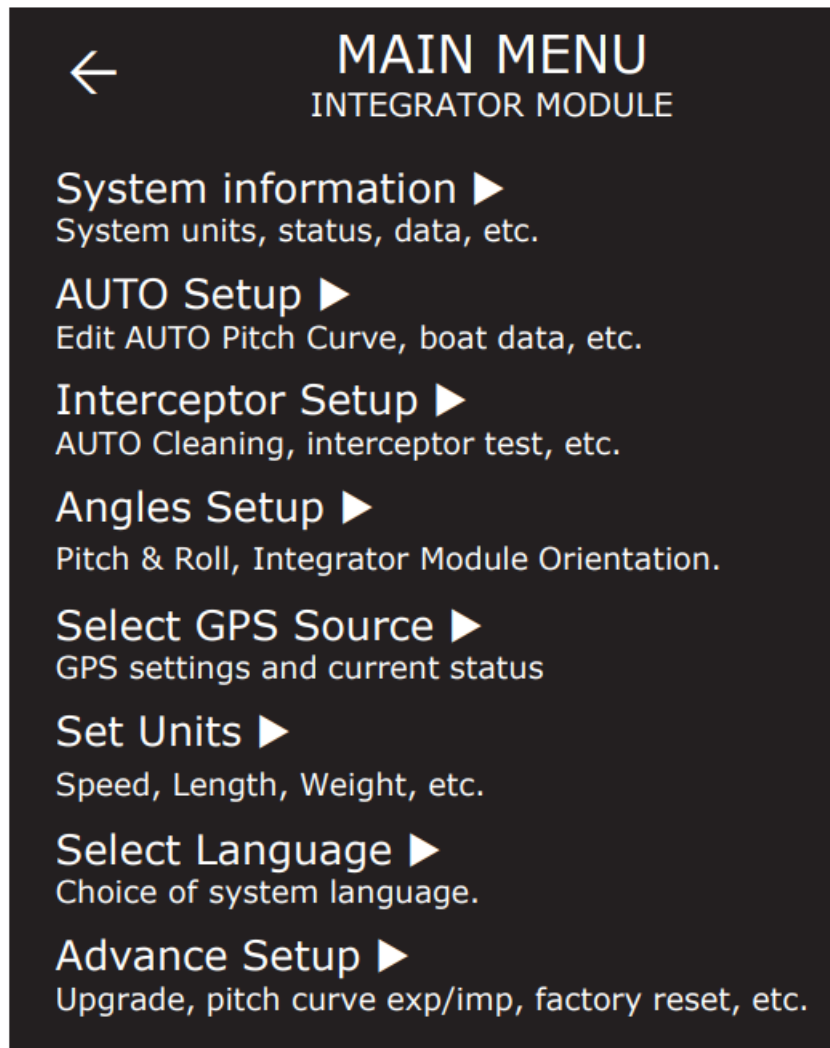 ← MAIN MENU
INTEGRATOR MODULE
System information ▶
System units, status, data, etc.
AUTO Setup ▶
Edit AUTO Pitch Curve, boat data, etc.
Interceptor Setup ▶
AUTO Cleaning, interceptor test, etc.
Angles Setup ▶
Pitch & Roll, Integrator Module Orientation.
Select GPS Source ▶
GPS settings and current status
Set Units ▶
Speed, Length, Weight, etc.
Select Language ▶
Choice of system language.
Advance Setup ▶
Upgrade, pitch curve exp/imp, factory reset, etc.